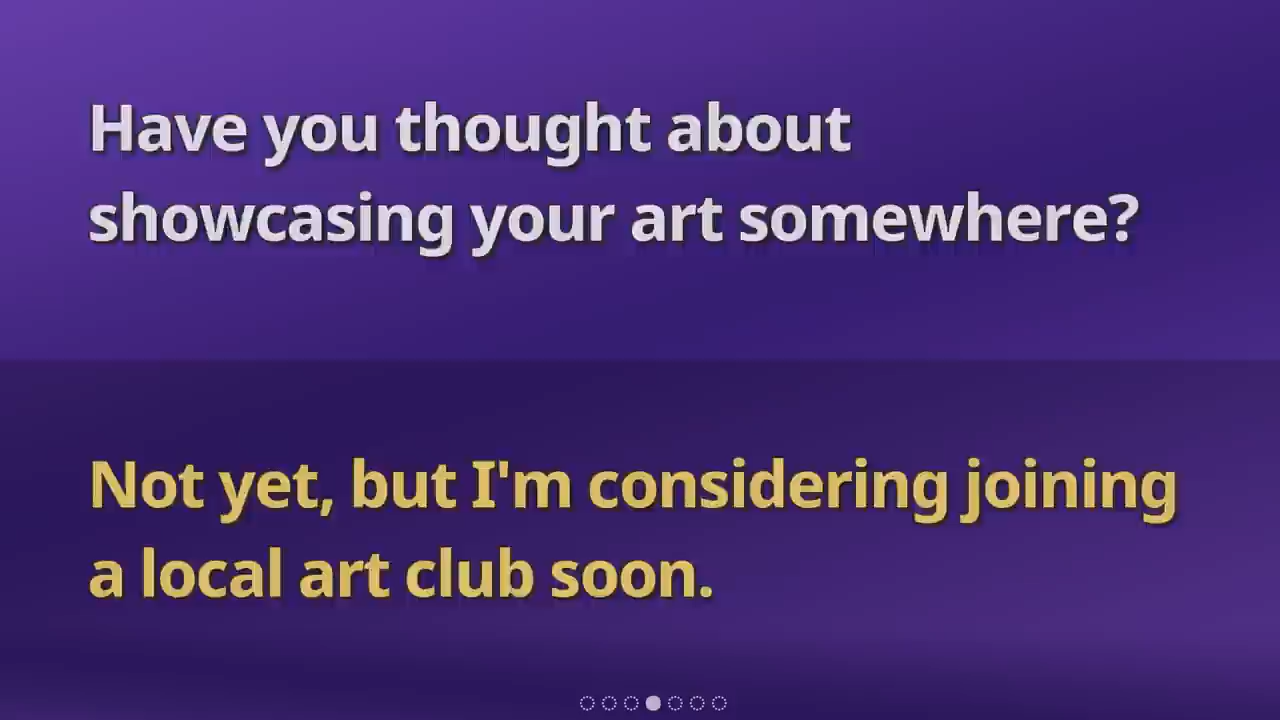 Have you thought about
showcasing your art somewhere?
Not yet, but I'm considering joining
a local art club soon.